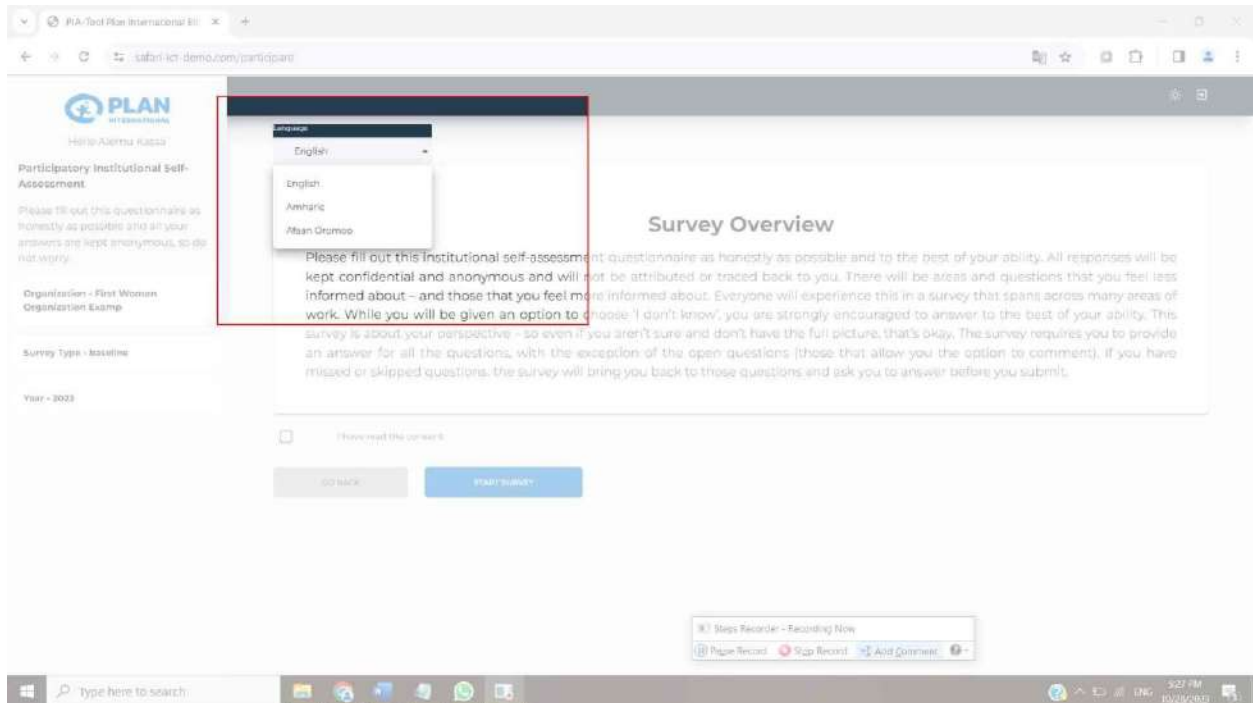 PIA-Tool Plan International Eti
safari-ict-demo.com/participant
PLAN
INTERNATIONAL
Hello Alemu Kassa
Participatory Institutional Self-
Assessment
Please fill out this questionnaire as
honestly as possible and all your
answers are kept anonymous, so do
not worry.
Organization - First Women
Organization Examp
Survey Type - baseline
Year - 2023
Language
English
English
Amharic
Afaan Oromoo
Survey Overview
Please fill out this institutional self-assessment questionnaire as honestly as possible and to the best of your ability. All responses will be
kept confidential and anonymous and will not be attributed or traced back to you. There will be areas and questions that you feel less
informed about – and those that you feel more informed about. Everyone will experience this in a survey that spans across many areas of
work. While you will be given an option to choose 'I don't know', you are strongly encouraged to answer to the best of your ability. This
survey is about your perspective – so even if you aren't sure and don't have the full picture, that's okay. The survey requires you to provide
an answer for all the questions, with the exception of the open questions (those that allow you the option to comment). If you have
missed or skipped questions, the survey will bring you back to those questions and ask you to answer before you submit.
I have read the
GO BACK
START SURVEY
Steps Recorder - Recording Now
Pause Record Stop Record Add Comment
Type here to search
ENG
5:27 PM